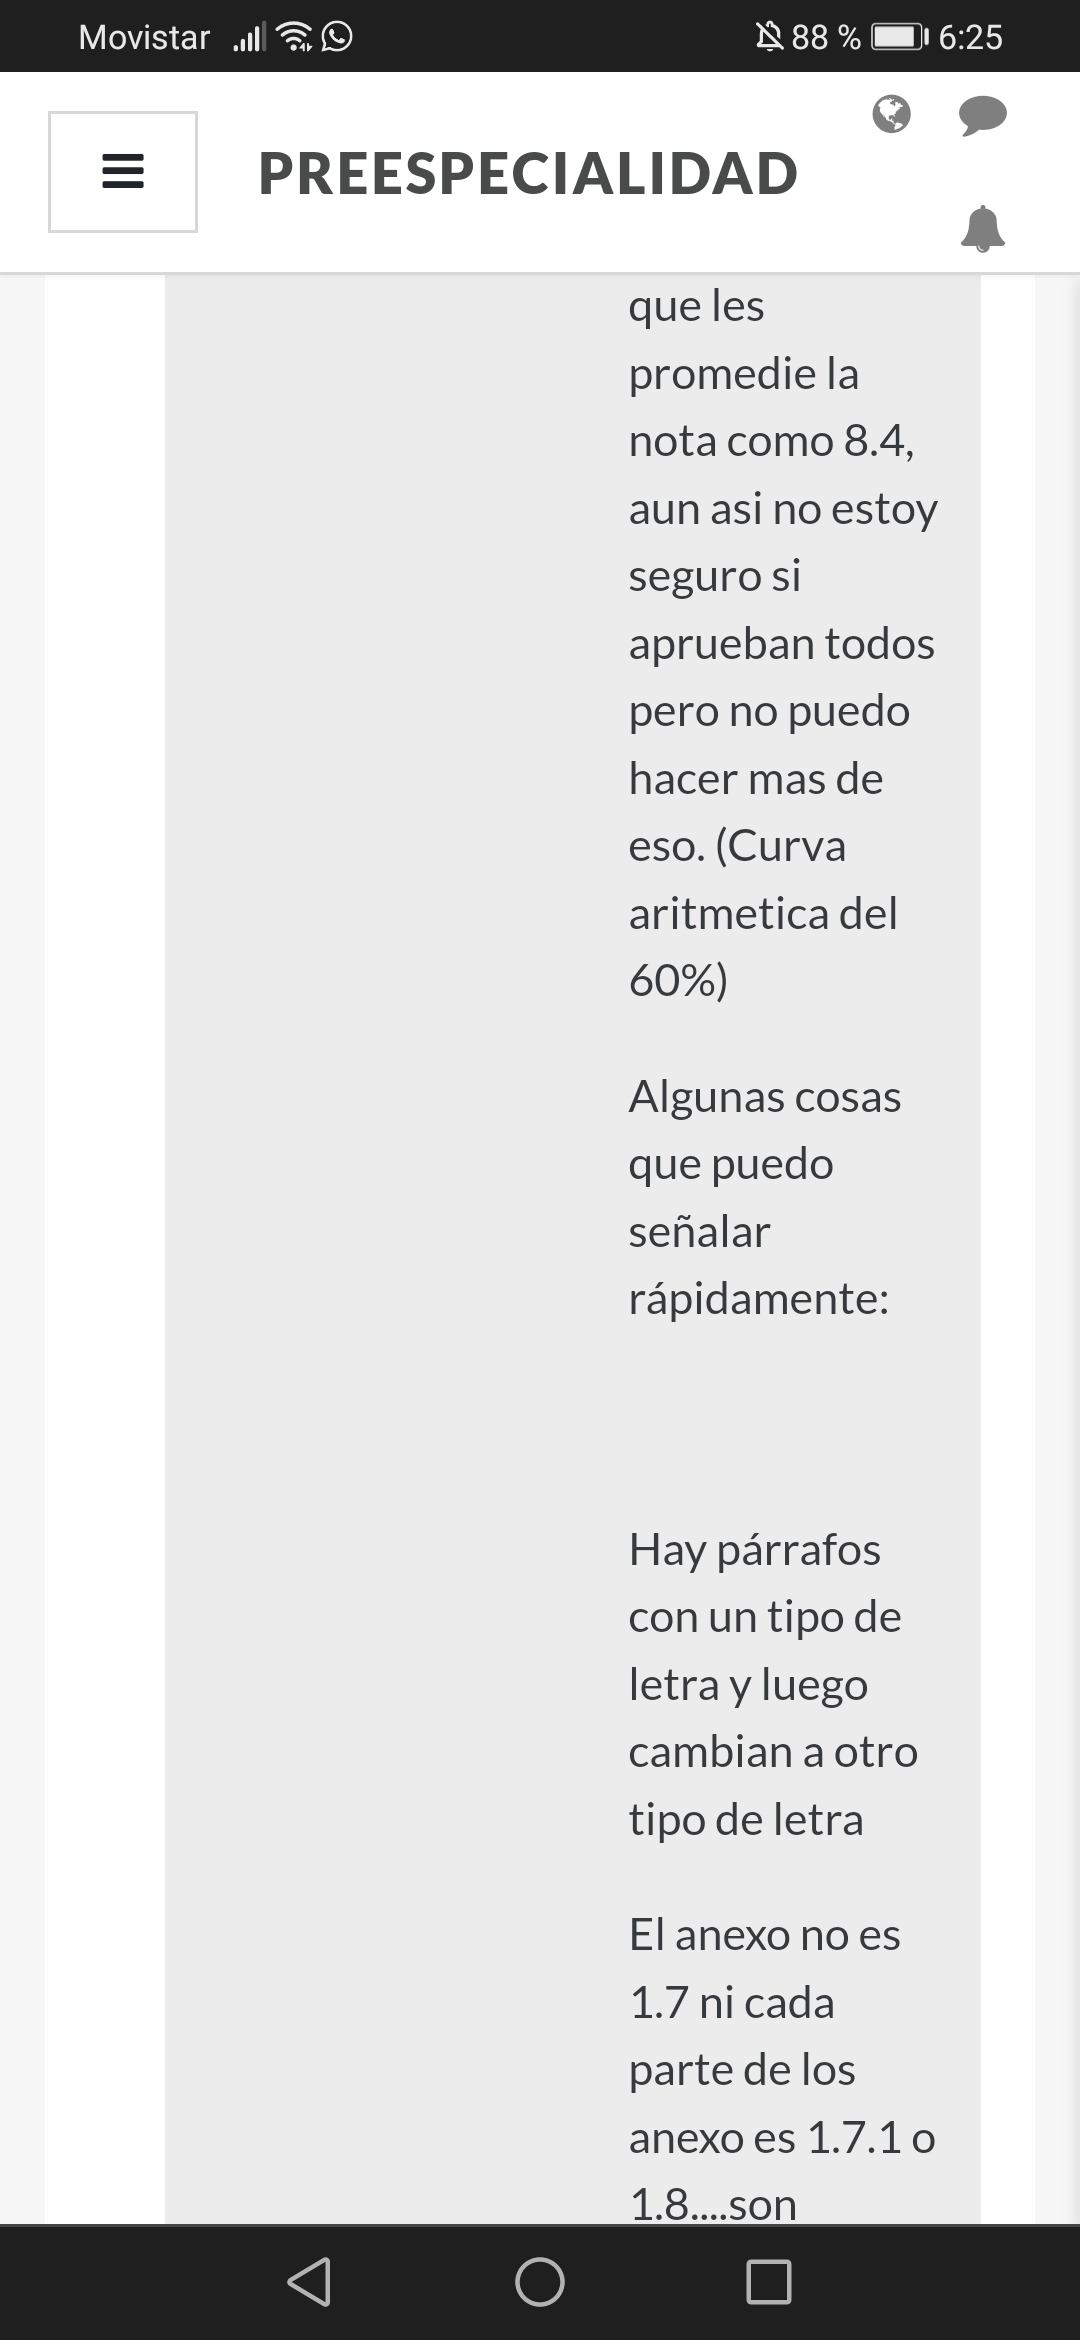 Movistar 88 % 6:25
PREESPECIALIDAD
que les
promedie la
nota como 8.4,
aun asi no estoy
seguro si
aprueban todos
pero no puedo
hacer mas de
eso. (Curva
aritmetica del
60%)
Algunas cosas
que puedo
señalar
rápidamente:
Hay párrafos
con un tipo de
letra y luego
cambian a otro
tipo de letra
El anexo no es
1.7 ni cada
parte de los
anexo es 1.7.1 o
1.8....son